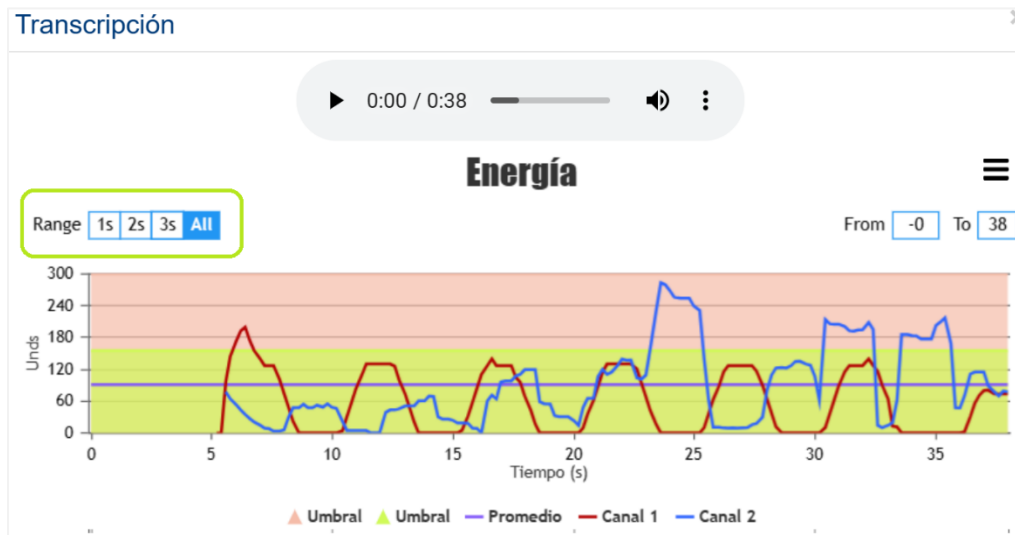 Transcripción
0:00 / 0:38
Energía
Range 1s 2s 3s All
From -0 To 38
300
240
180
120
60
0
Unds
0 5 10 15 20 25 30 35
Tiempo (s)
Umbral Umbral Promedio Canal 1 Canal 2